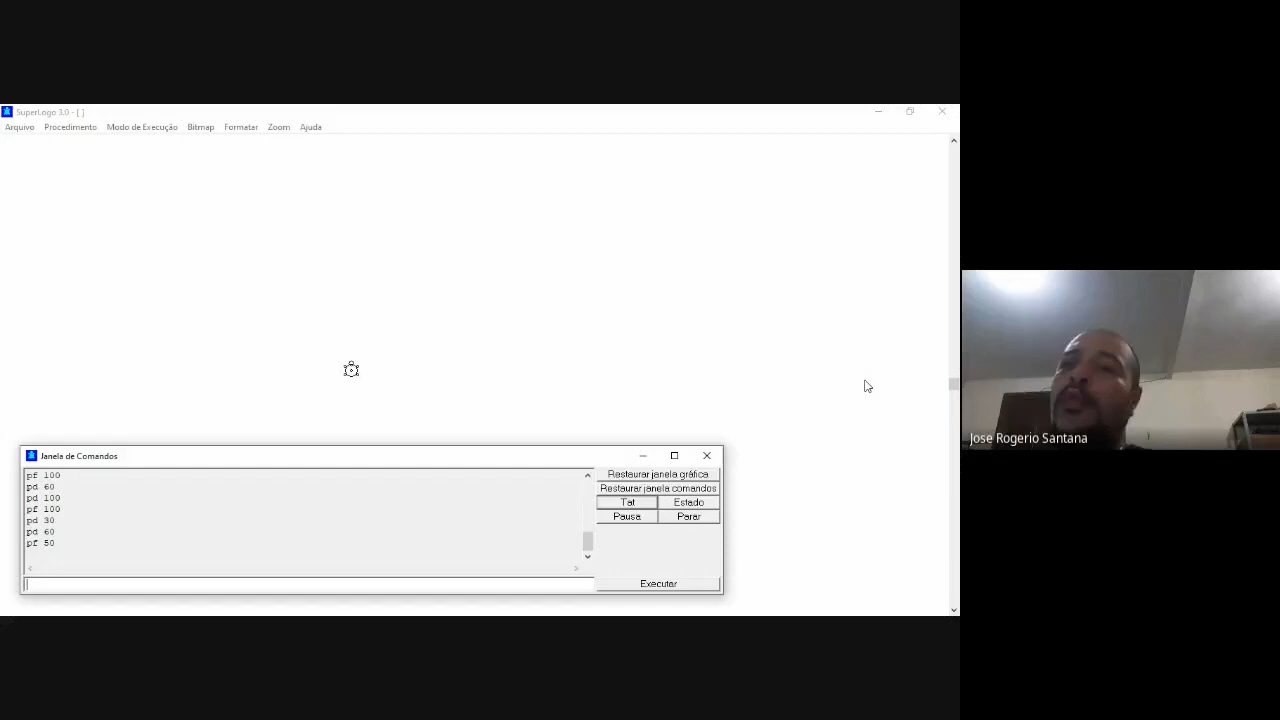 SuperLogo 3.0 - [ ]
Arquivo Procedimento Modo de Execução Bitmap Formatar Zoom Ajuda
Janela de Comandos
pf 100
pd 60
pd 100
pf 100
pd 30
pd 60
pf 50
Restaurar janela gráfica
Restaurar janela comandos
Tat Estado
Pausa Parar
Executar
Jose Rogerio Santana